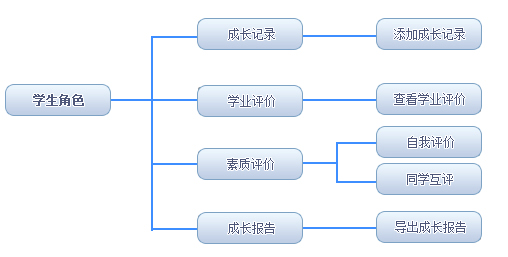 学生角色
成长记录
添加成长记录
学业评价
查看学业评价
素质评价
自我评价
同学互评
成长报告
导出成长报告